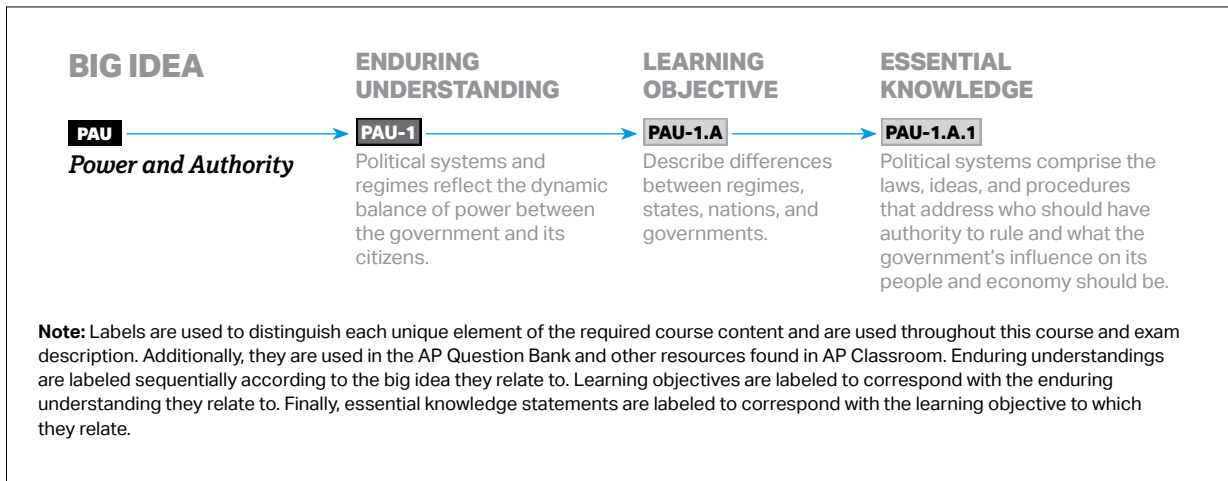 BIG IDEA
PAU
Power and Authority
ENDURING
UNDERSTANDING
PAU-1
Political systems and
regimes reflect the dynamic
balance of power between
the government and its
citizens.
LEARNING
OBJECTIVE
PAU-1.A
Describe differences
between regimes,
states, nations, and
governments.
ESSENTIAL
KNOWLEDGE
PAU-1.A.1
Political systems comprise the
laws, ideas, and procedures
that address who should have
authority to rule and what the
government’s influence on its
people and economy should be.
Note: Labels are used to distinguish each unique element of the required course content and are used throughout this course and exam
description. Additionally, they are used in the AP Question Bank and other resources found in AP Classroom. Enduring understandings
are labeled sequentially according to the big idea they relate to. Learning objectives are labeled to correspond with the enduring
understanding they relate to. Finally, essential knowledge statements are labeled to correspond with the learning objective to which
they relate.